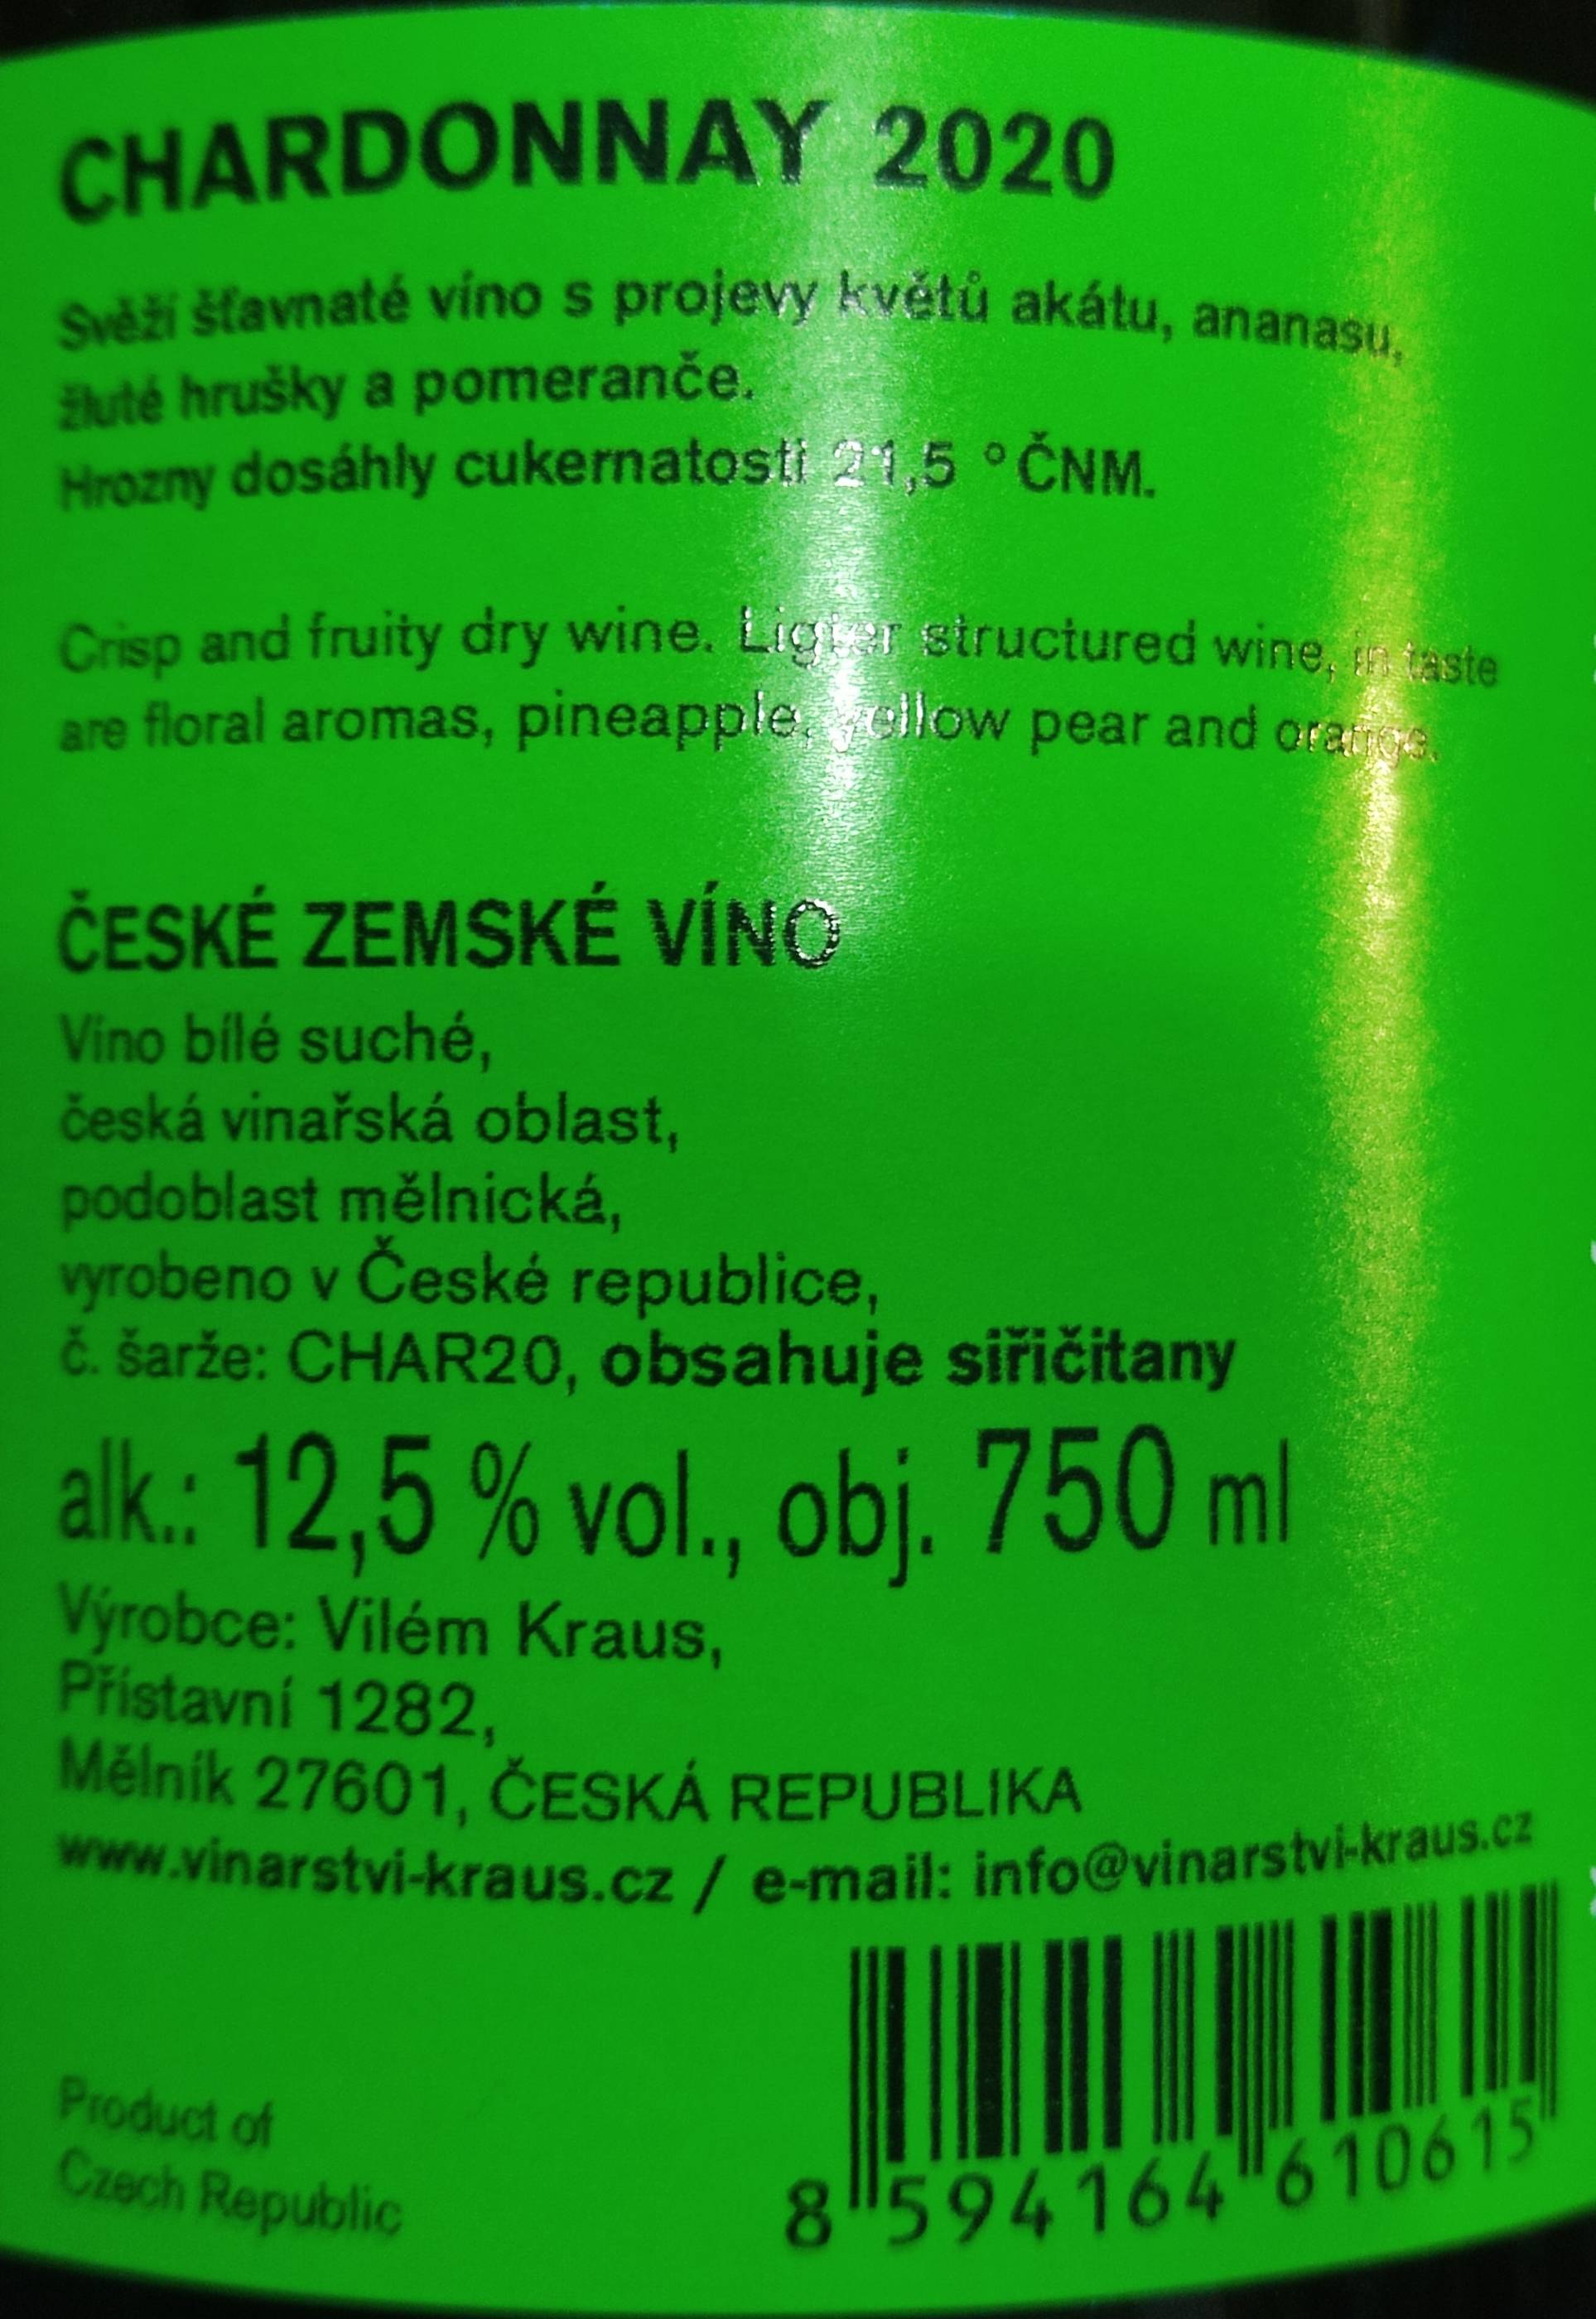 CHARDONNAY 2020
Svěží šťavnaté víno s projevy květů akátu, ananasu,
žluté hrušky a pomeranče.
Hrozny dosáhly cukernatosti 21,5 °ČNM.
Crisp and fruity dry wine. Ligter structured wine, in taste
are floral aromas, pineapple, yellow pear and orange.
ČESKÉ ZEMSKÉ VÍNO
Víno bílé suché,
česká vinařská oblast,
podoblast mělnická,
vyrobeno v České republice,
č. šarže: CHAR20, obsahuje siřičitany
alk.: 12,5 % vol., obj. 750 ml
Výrobce: Vilém Kraus,
Přístavní 1282,
Mělník 27601, ČESKÁ REPUBLIKA
www.vinarstvi-kraus.cz / e-mail: info@vinarstvi-kraus.cz
Product of
Czech Republic
8 594164 610615